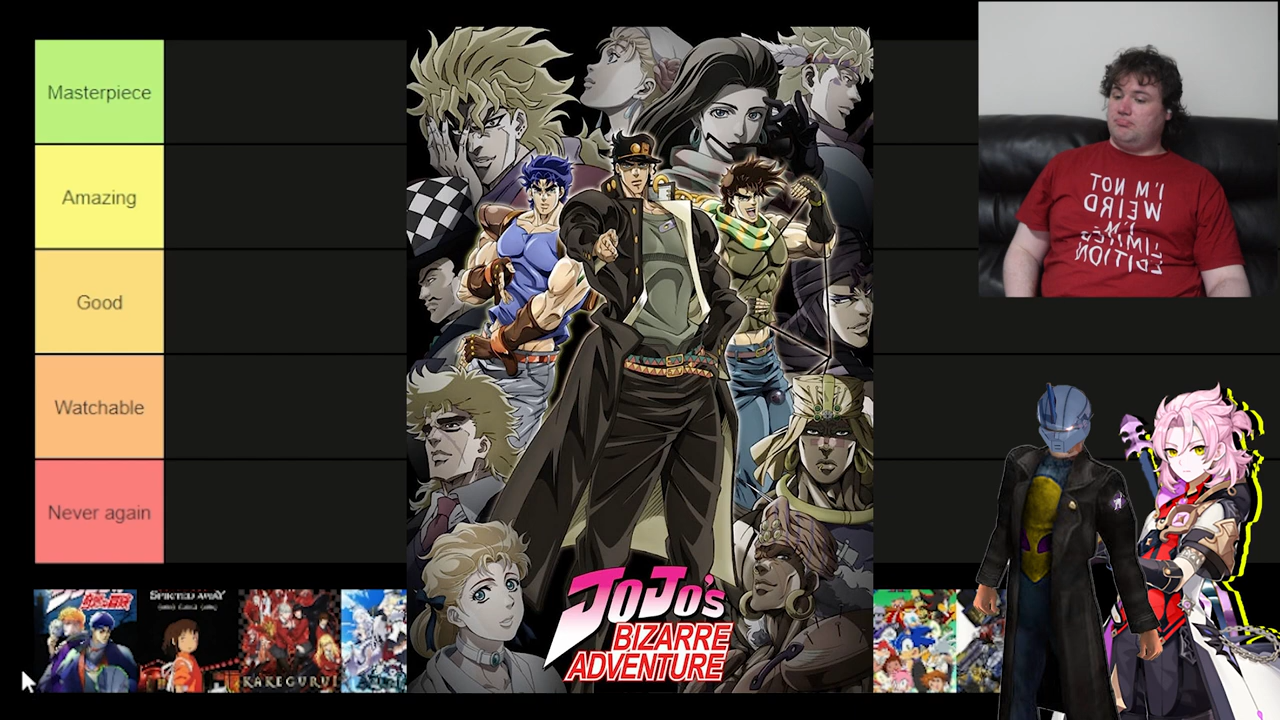 Masterpiece
Amazing
Good
Watchable
Never again
I'M NOT
WEIRD
I'M
LIMITED
EDITION
JoJo's
BIZARRE
ADVENTURE
SPIRITED AWAY
KAKEGURUI